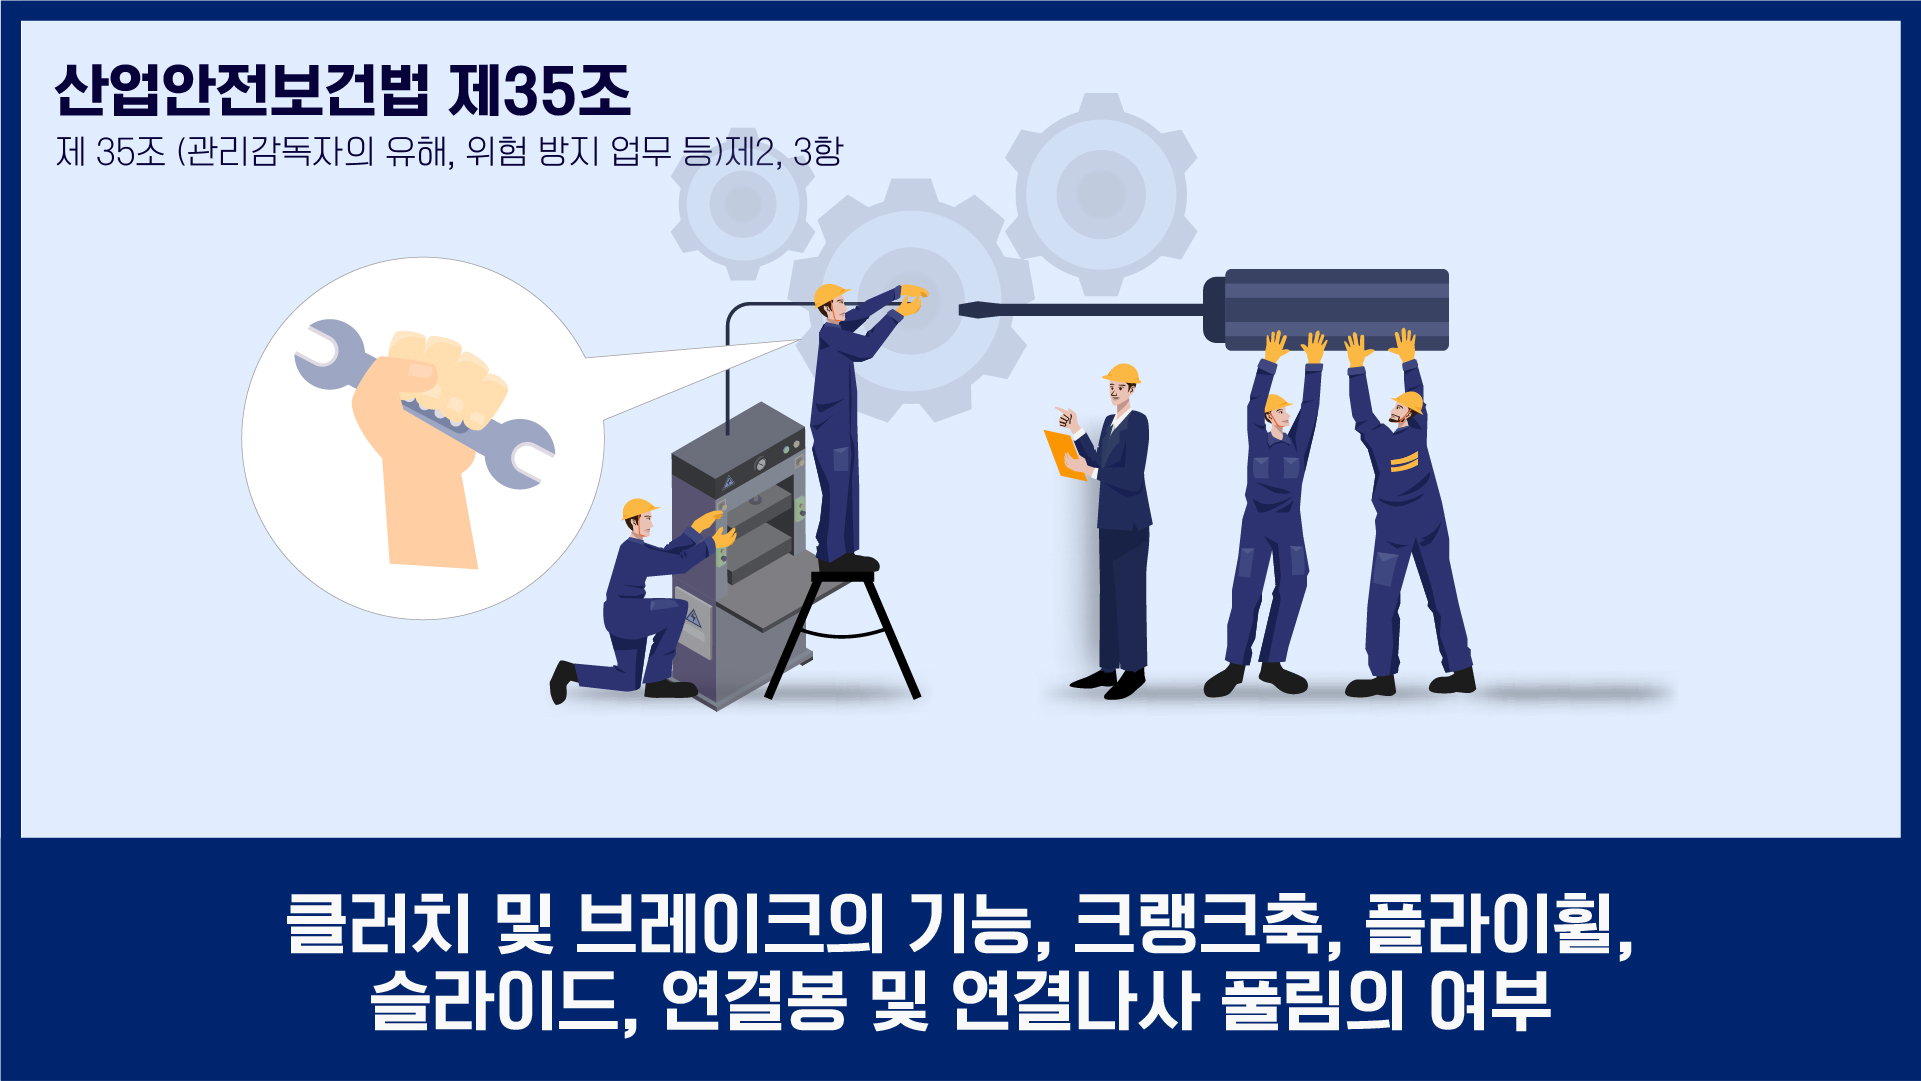 산업안전보건법 제35조
제 35조 (관리감독자의 유해, 위험 방지 업무 등)제2, 3항
클러치 및 브레이크의 기능, 크랭크축, 플라이휠,
슬라이드, 연결봉 및 연결나사 풀림의 여부